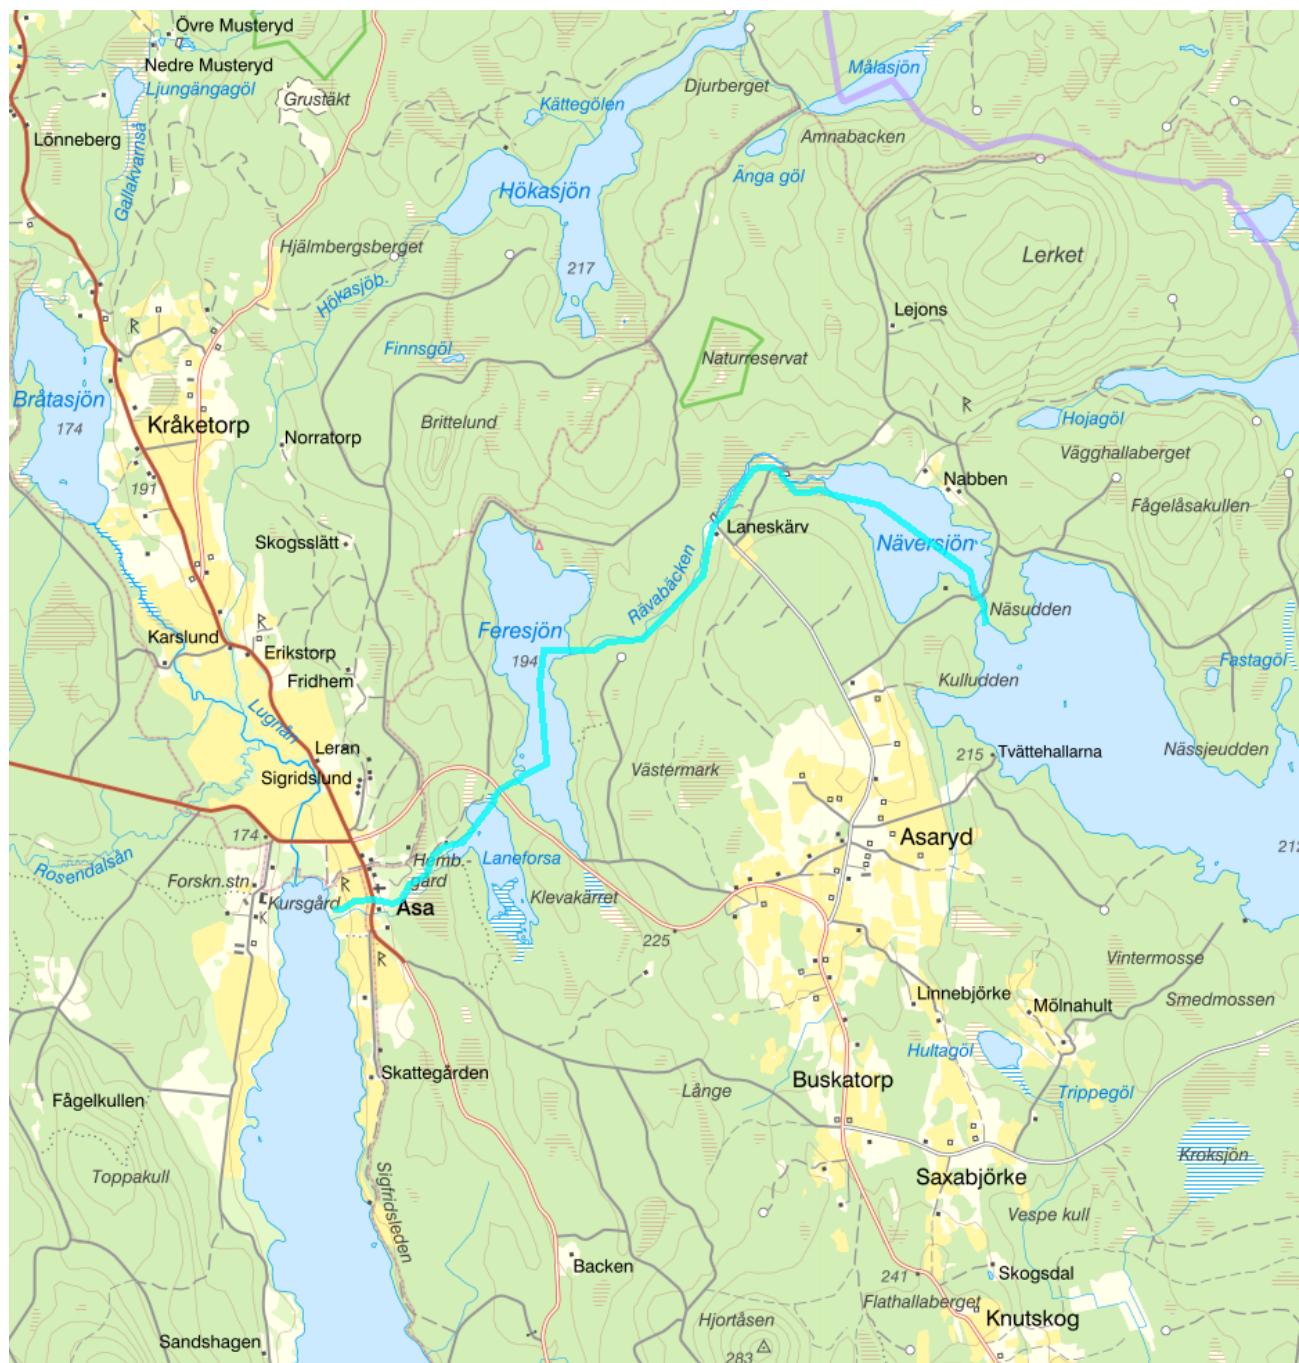 Övre Musteryd
Nedre Musteryd
Ljungängagöl
Grustäkt
Kättegölen
Djurberget
Målasjön
Lönneberg
Gallakvarnså
Amnabacken
Änga göl
Hökasjön
Hjälmbergsberget
217
Lerket
Hökasjöb.
Lejons
Finnsgöl
Naturreservat
Bråtasjön
174
Kråketorp
Brittelund
Norratorp
Hojagöl
Vägghallaberget
191
Nabben
Fågelåsakullen
Laneskärv
Skogsslätt
Näversjön
Rävabäcken
Näsudden
Feresjön
Karslund
Erikstorp
194
Fastagöl
Fridhem
Kulludden
Lugnån
Leran
215
Tvättehallarna
Nässjeudden
Sigridslund
Västermark
174
Asaryd
212
Rosendalsån
Hemb.-
gård
Laneforsa
Forskn.stn
Kursgård
Klevakärret
Asa
225
Vintermosse
Linnebjörke
Mölnahult
Smedmossen
Hultagöl
Skattegården
Buskatorp
Långe
Trippegöl
Fågelkullen
Kroksjön
Toppakull
Sigfridsleden
Saxabjörke
Vespe kull
Backen
Skogsdal
241
Flathallaberget
Hjortåsen
Knutskog
Sandshagen
283